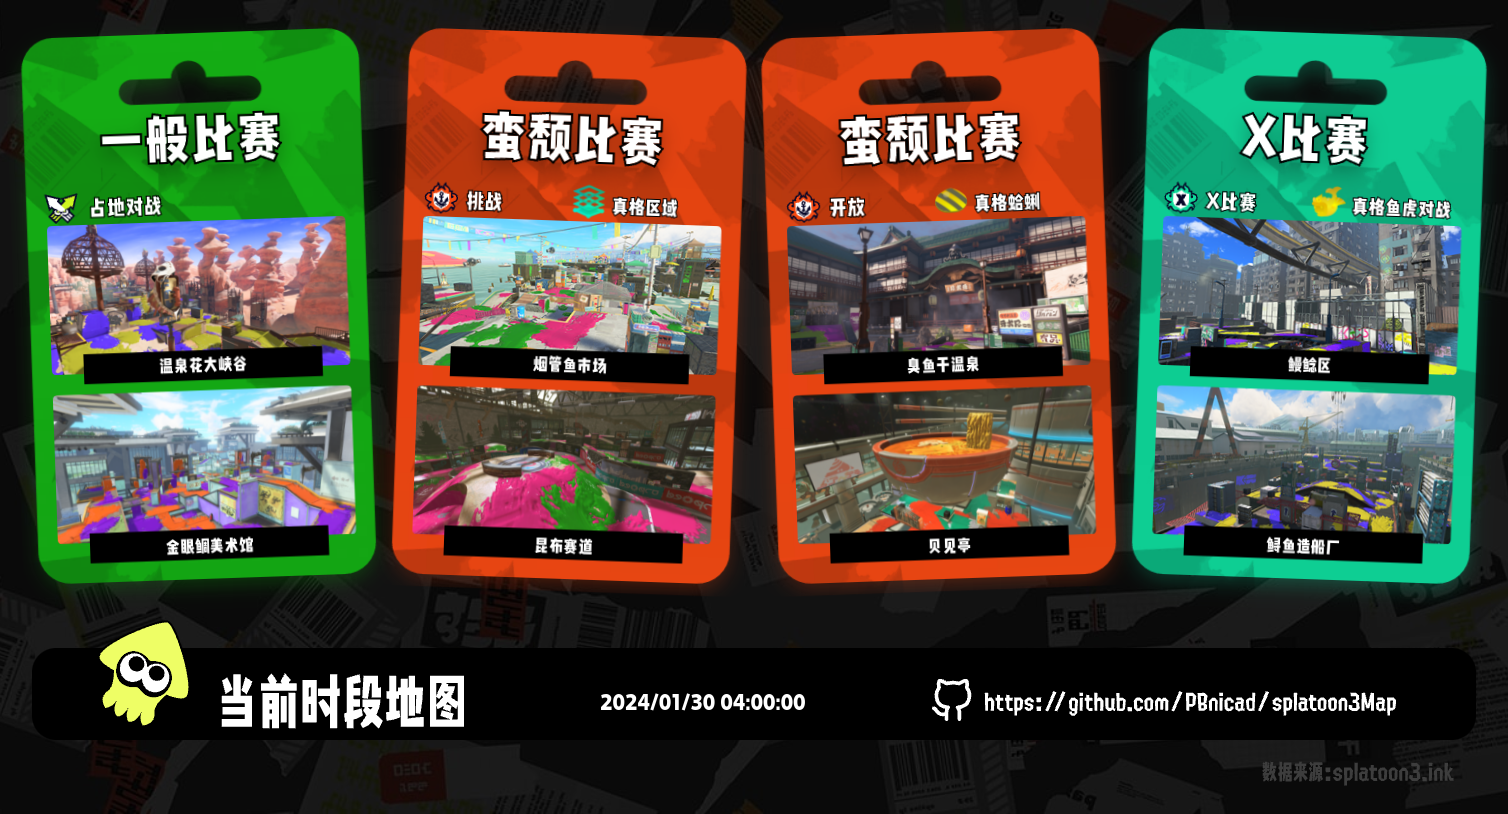 一般比赛
占地对战
温泉花大峡谷
金眼鲷美术馆
蛮颓比赛
挑战
真格区域
烟管鱼市场
昆布赛道
蛮颓比赛
开放
真格蛤蜊
臭鱼干温泉
贝贝亭
X比赛
X比赛
真格鱼虎对战
鳗鲶区
鲟鱼造船厂
当前时段地图
2024/01/30 04:00:00
https://github.com/PBnicad/splatoon3Map
数据来源:splatoon3.ink